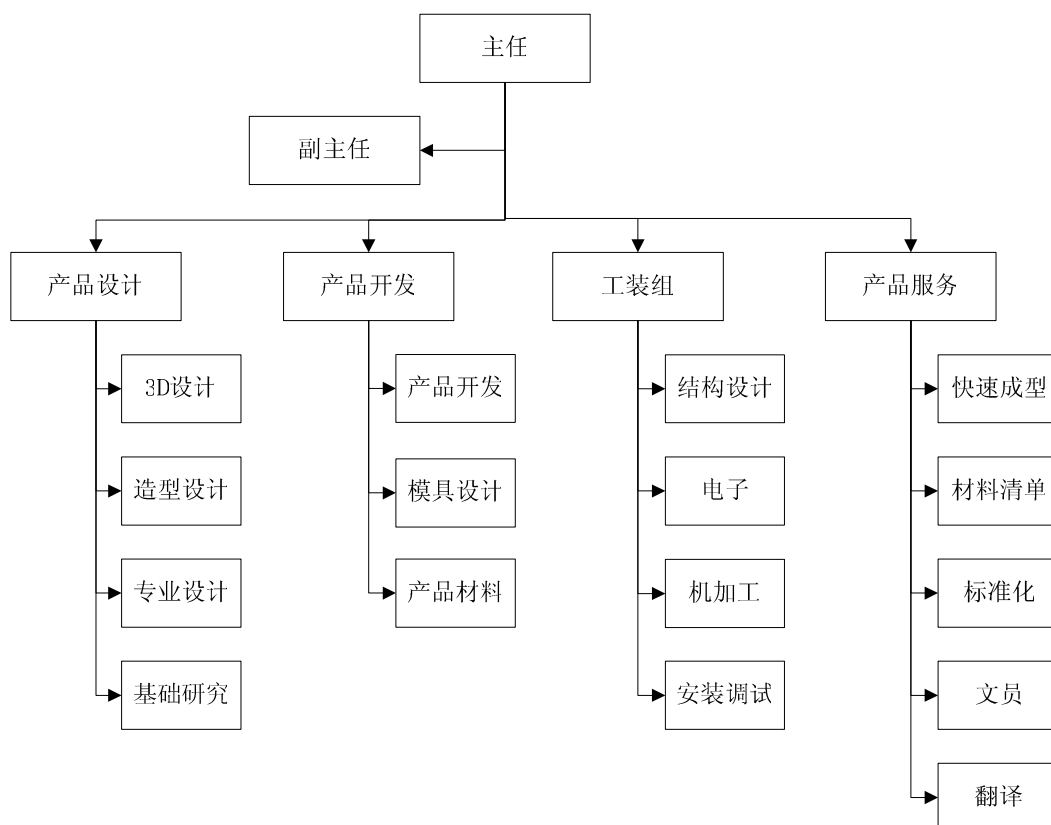 主任
副主任
产品设计
产品开发
工装组
产品服务
3D设计
造型设计
专业设计
基础研究
产品开发
模具设计
产品材料
结构设计
电子
机加工
安装调试
快速成型
材料清单
标准化
文员
翻译